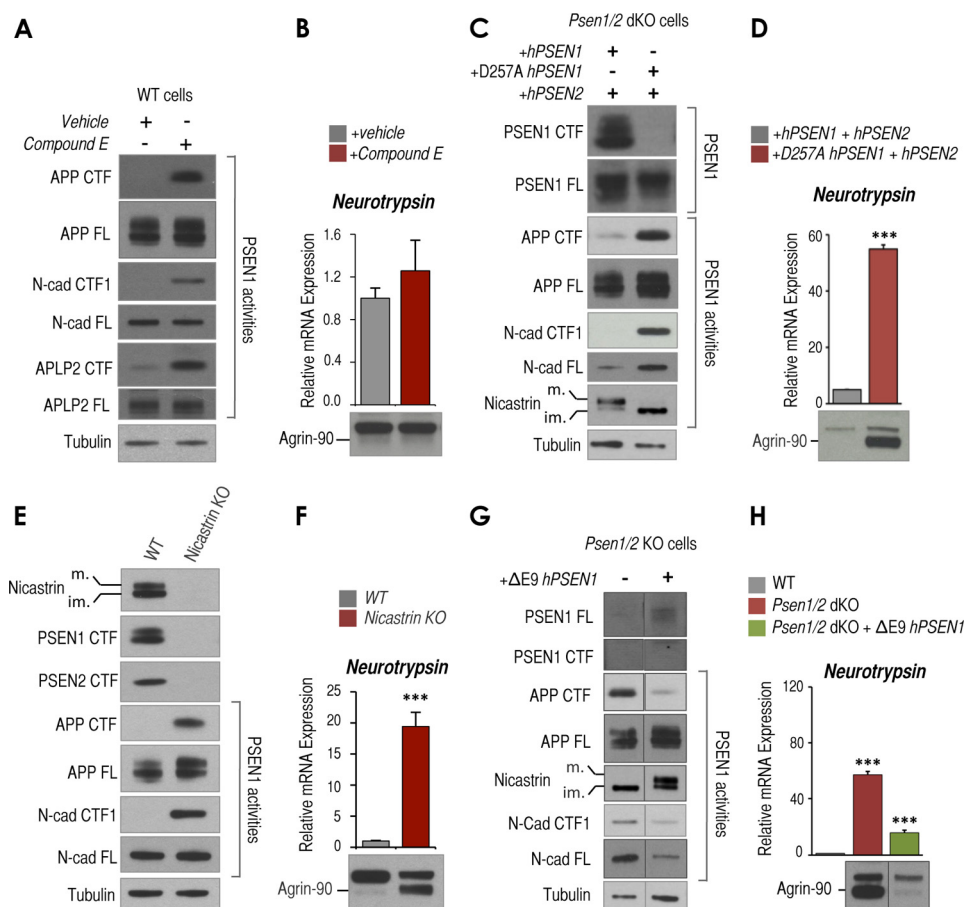 A
WT cells
Vehicle + -
Compound E - +
APP CTF
APP FL
N-cad CTF1
N-cad FL
APLP2 CTF
APLP2 FL
Tubulin
PSEN1 activities
B
+vehicle
+Compound E
Neurotrypsin
Relative mRNA Expression
1.6
1.2
0.8
0.4
0.0
Agrin-90
C
Psen1/2 dKO cells
+hPSEN1 + -
+D257A hPSEN1 - +
+hPSEN2 + +
PSEN1 CTF
PSEN1 FL
PSEN1
APP CTF
APP FL
N-cad CTF1
N-cad FL
m.
Nicastrin
im.
Tubulin
PSEN1 activities
D
+hPSEN1 + hPSEN2
+D257A hPSEN1 + hPSEN2
Neurotrypsin
Relative mRNA Expression
60
40
20
0
***
Agrin-90
E
WT
Nicastrin KO
m.
Nicastrin
im.
PSEN1 CTF
PSEN2 CTF
APP CTF
APP FL
N-cad CTF1
N-cad FL
Tubulin
PSEN1 activities
F
WT
Nicastrin KO
Neurotrypsin
Relative mRNA Expression
25
20
15
10
5
0
***
Agrin-90
G
Psen1/2 KO cells
+ΔE9 hPSEN1 - +
PSEN1 FL
PSEN1 CTF
APP CTF
APP FL
m.
Nicastrin
im.
N-Cad CTF1
N-cad FL
Tubulin
PSEN1 activities
H
WT
Psen1/2 dKO
Psen1/2 dKO + ΔE9 hPSEN1
Neurotrypsin
Relative mRNA Expression
120
90
60
30
0
***
***
Agrin-90